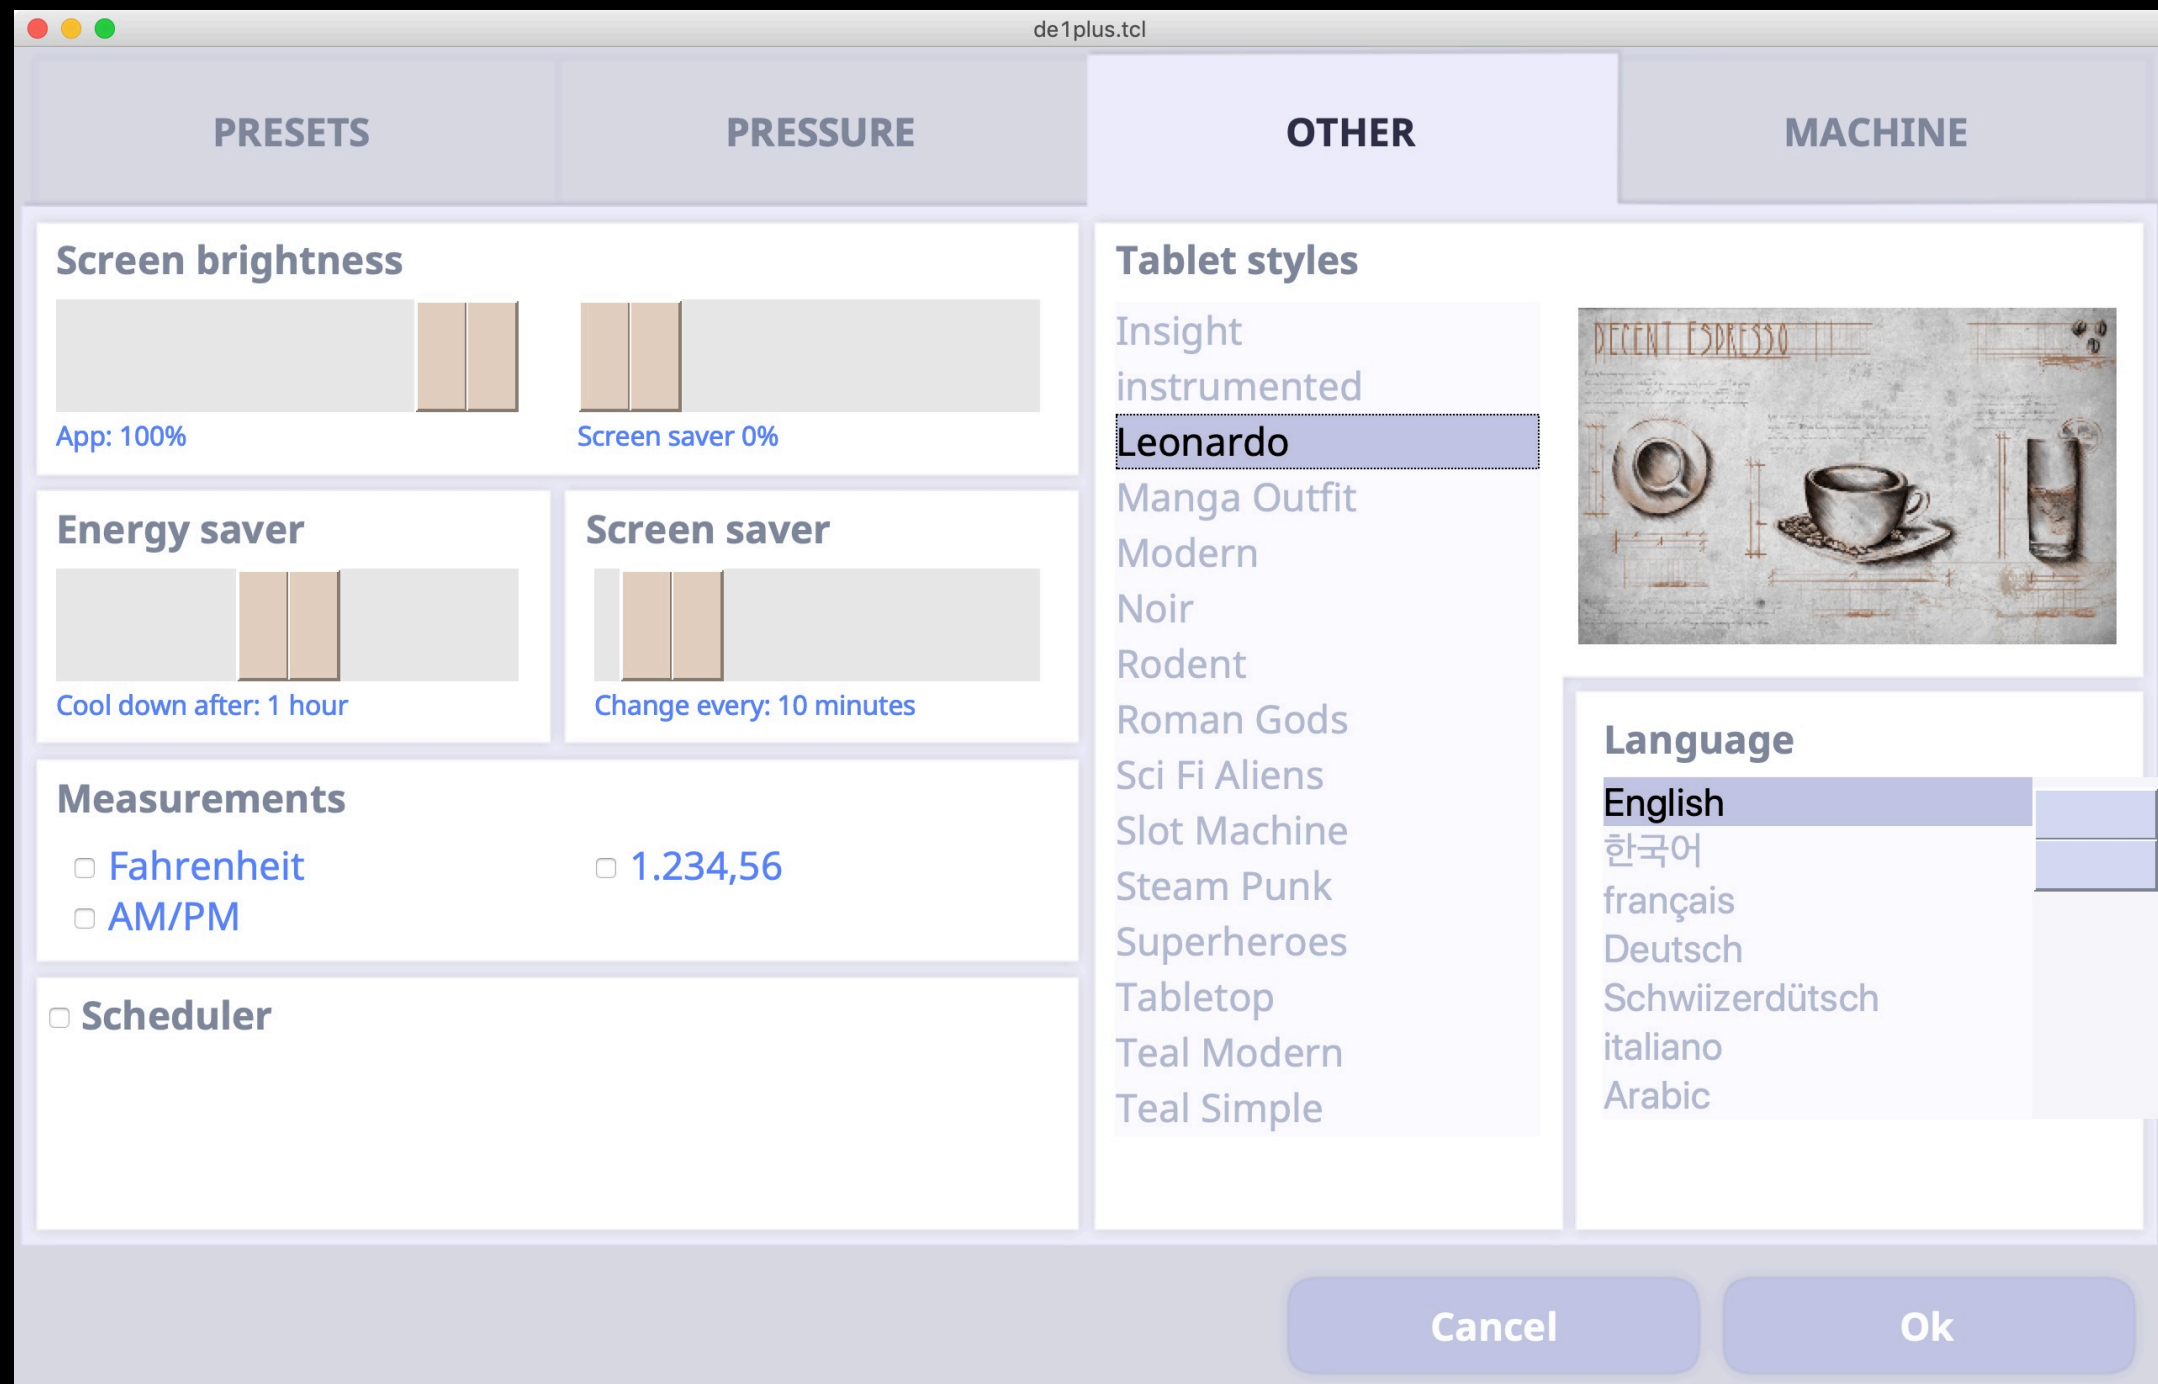 de1plus.tcl
PRESETS
PRESSURE
OTHER
MACHINE
Screen brightness
App: 100%
Screen saver 0%
Energy saver
Cool down after: 1 hour
Screen saver
Change every: 10 minutes
Measurements
Fahrenheit
1.234,56
AM/PM
Scheduler
Tablet styles
Insight
instrumented
Leonardo
Manga Outfit
Modern
Noir
Rodent
Roman Gods
Sci Fi Aliens
Slot Machine
Steam Punk
Superheroes
Tabletop
Teal Modern
Teal Simple
DECENT ESPRESSO
Language
English
한국어
français
Deutsch
Schwiizerdütsch
italiano
Arabic
Cancel
Ok